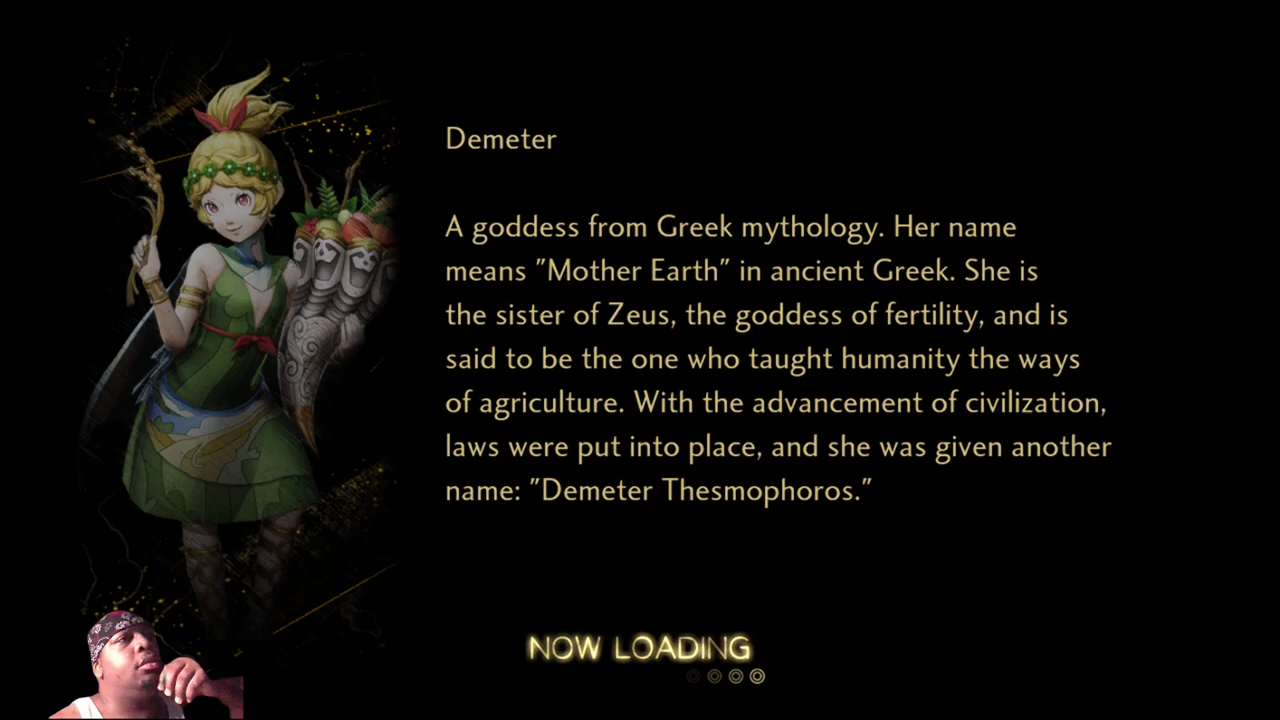 Demeter
A goddess from Greek mythology. Her name
means "Mother Earth" in ancient Greek. She is
the sister of Zeus, the goddess of fertility, and is
said to be the one who taught humanity the ways
of agriculture. With the advancement of civilization,
laws were put into place, and she was given another
name: "Demeter Thesmophoros."
NOW LOADING